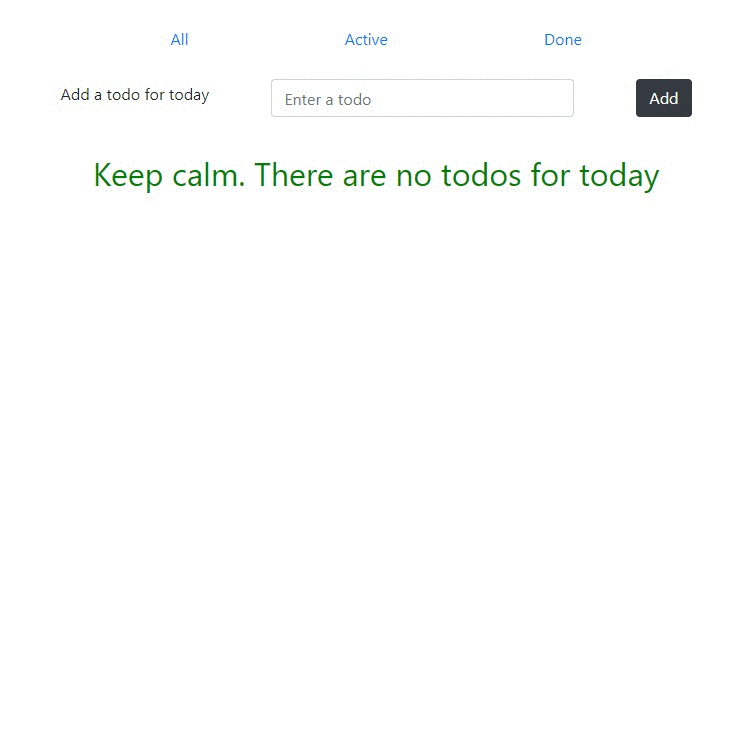 All Active Done
Add a todo for today Enter a todo Add
Keep calm. There are no todos for today